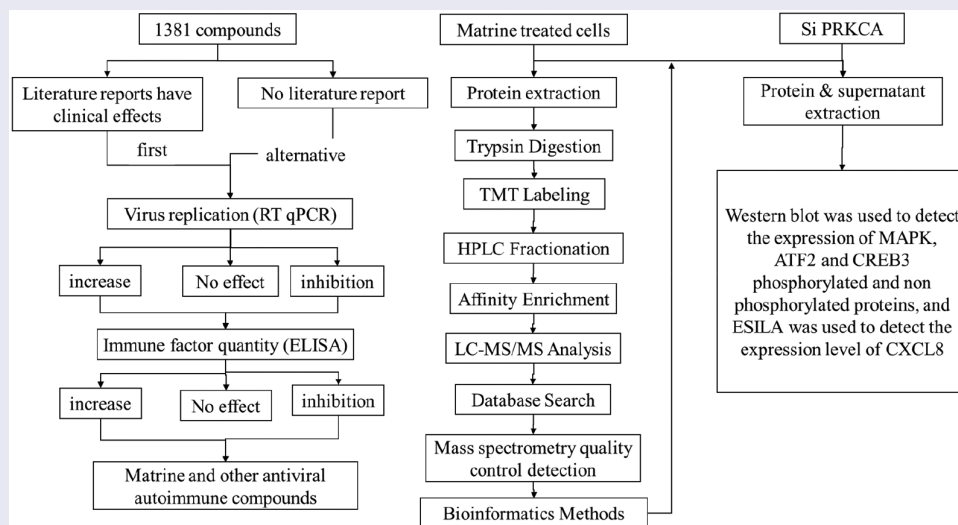 1381 compounds
Literature reports have
clinical effects
No literature report
first
alternative
Virus replication (RT qPCR)
increase
No effect
inhibition
Immune factor quantity (ELISA)
increase
No effect
inhibition
Matrine and other antiviral
autoimmune compounds
Matrine treated cells
Protein extraction
Trypsin Digestion
TMT Labeling
HPLC Fractionation
Affinity Enrichment
LC-MS/MS Analysis
Database Search
Mass spectrometry quality
control detection
Bioinformatics Methods
Si PRKCA
Protein & supernatant
extraction
Western blot was used to detect
the expression of MAPK,
ATF2 and CREB3
phosphorylated and non
phosphorylated proteins, and
ESILA was used to detect the
expression level of CXCL8